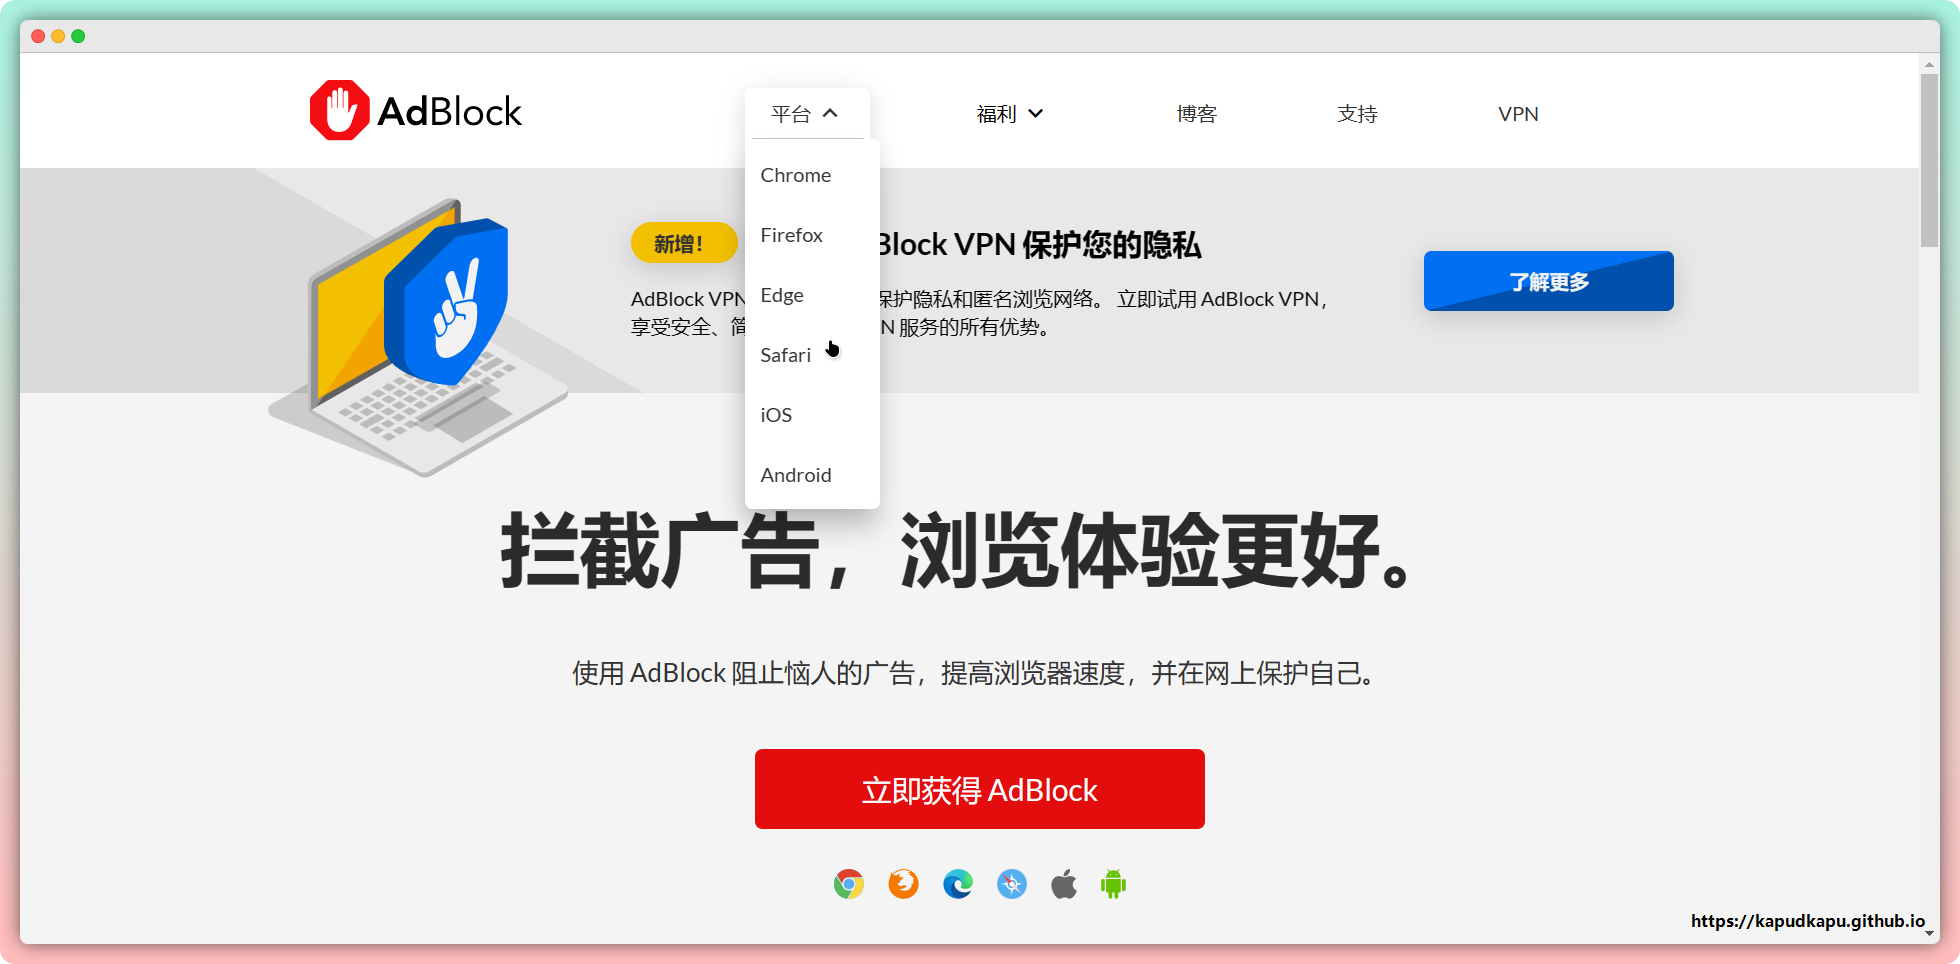 AdBlock
平台
福利
博客
支持
VPN
Chrome
Firefox
Edge
Safari
iOS
Android
新增!
Block VPN 保护您的隐私
AdBlock VPN 保护隐私和匿名浏览网络。 立即试用 AdBlock VPN，
享受安全、 服务的所有优势。
了解更多
拦截广告，浏览体验更好。
使用 AdBlock 阻止恼人的广告，提高浏览器速度，并在网上保护自己。
立即获得 AdBlock
https://kapudkapu.github.io